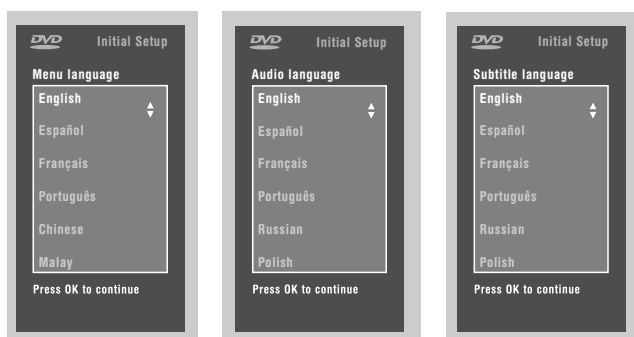 DVD Initial Setup
Menu language
English
Español
Français
Português
Chinese
Malay
Press OK to continue
DVD Initial Setup
Audio language
English
Español
Français
Português
Russian
Polish
Press OK to continue
DVD Initial Setup
Subtitle language
English
Español
Français
Português
Russian
Polish
Press OK to continue